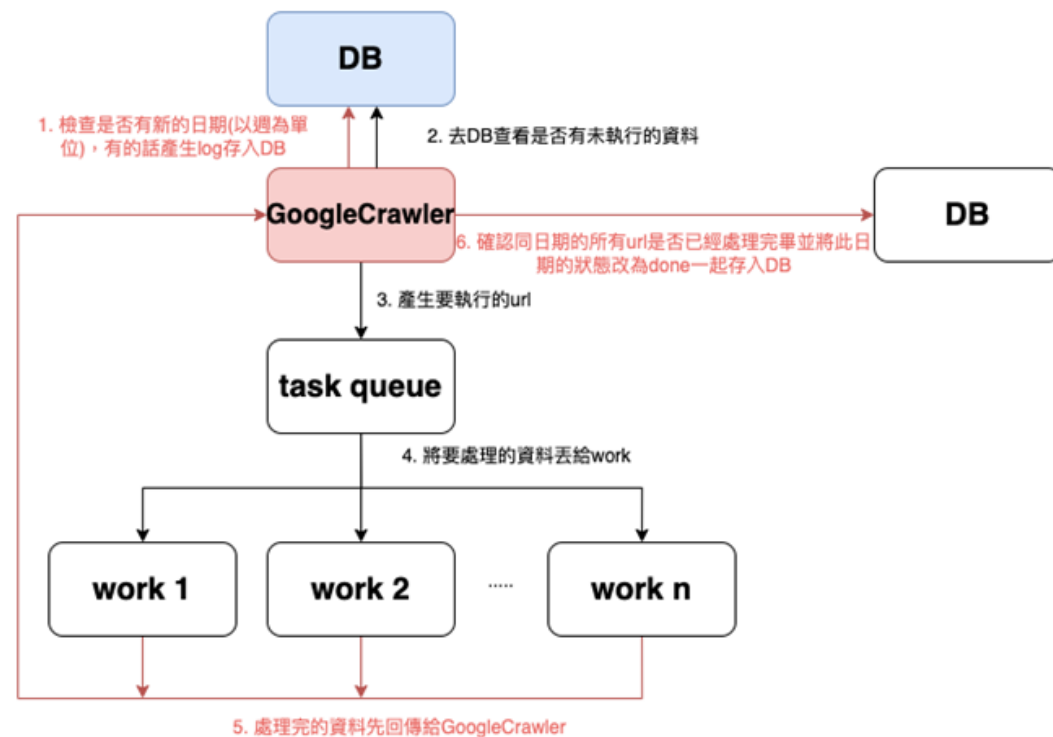 DB
1. 檢查是否有新的日期(以週為單
位)，有的話產生log存入DB
2. 去DB查看是否有未執行的資料
GoogleCrawler
DB
6. 確認同日期的所有url是否已經處理完畢並將此日
期的狀態改為done一起存入DB
3. 產生要執行的url
task queue
4. 將要處理的資料丟給work
work 1
work 2
.....
work n
5. 處理完的資料先回傳給GoogleCrawler